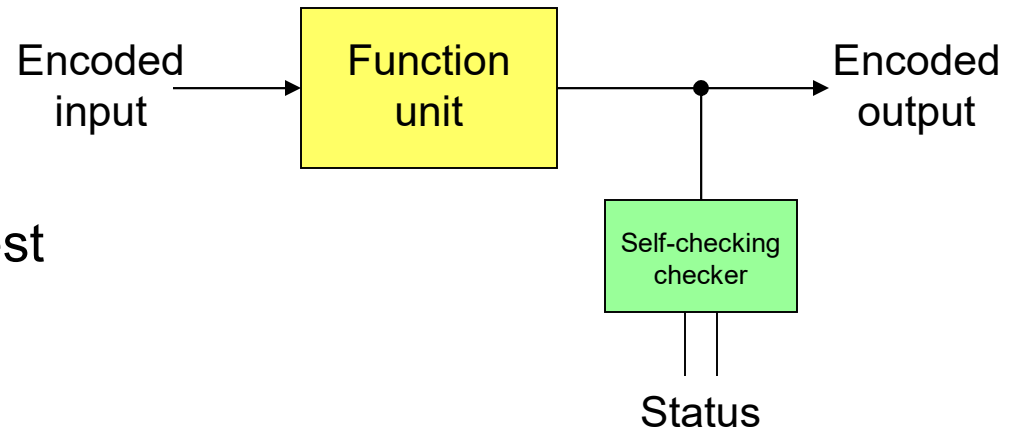 Encoded
input
Function
unit
Encoded
output
st
Self-checking
checker
Status